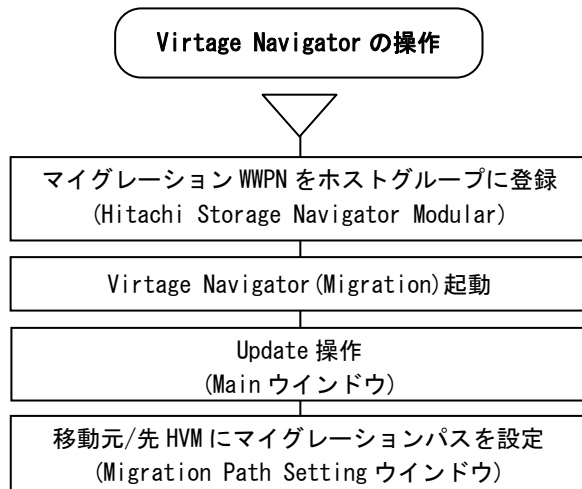 Virtage Navigator の操作
マイグレーション WWPN をホストグループに登録
(Hitachi Storage Navigator Modular)
Virtage Navigator(Migration)起動
Update 操作
(Main ウインドウ)
移動元/先 HVM にマイグレーションパスを設定
(Migration Path Setting ウインドウ)